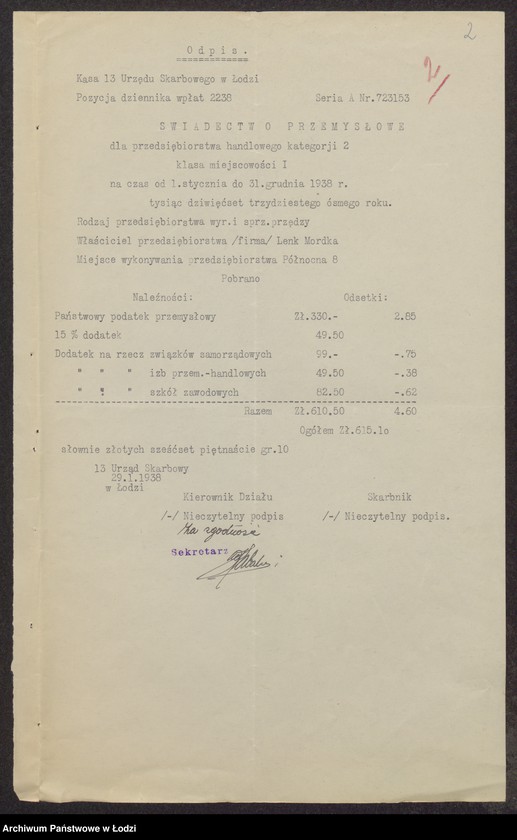 2
2
O d p i s .
Kasa 13 Urzędu Skarbowego w Łodzi
Pozycja dziennika wpłat 2238 Seria A Nr.723153
S W I A D E C T W O P R Z E M Y S Ł O W E
dla przedsiębiorstwa handlowego kategorji 2
klasa miejscowości I
na czas od 1.stycznia do 31.grudnia 1938 r.
tysiąc dziwięćset trzydziestego ósmego roku.
Rodzaj przedsiębiorstwa wyr.i sprz.przędzy
Właściciel przedsiębiorstwa /firma/ Lenk Mordka
Miejsce wykonywania przedsiębiorstwa Północna 8
Pobrano
Należności: Odzetki:
Państwowy podatek przemysłowy Zł.330.- 2.85
15 % dodatek 49.50
Dodatek na rzecz związków samorządowych 99.- -.75
" " " izb przem.-handlowych 49.50 -.38
" " " szkół zawodowych 82.50 -.62
Razem Zł.610.50 4.60
Ogółem Zł.615.1o
słownie złotych sześćset piętnaście gr.10
13 Urząd Skarbowy
29.1.1938
w Łodzi
Kierownik Działu Skarbnik
/-/ Nieczytelny podpis /-/ Nieczytelny podpis.
Za zgodność
Sekretarz
Archiwum Państwowe w Łodzi